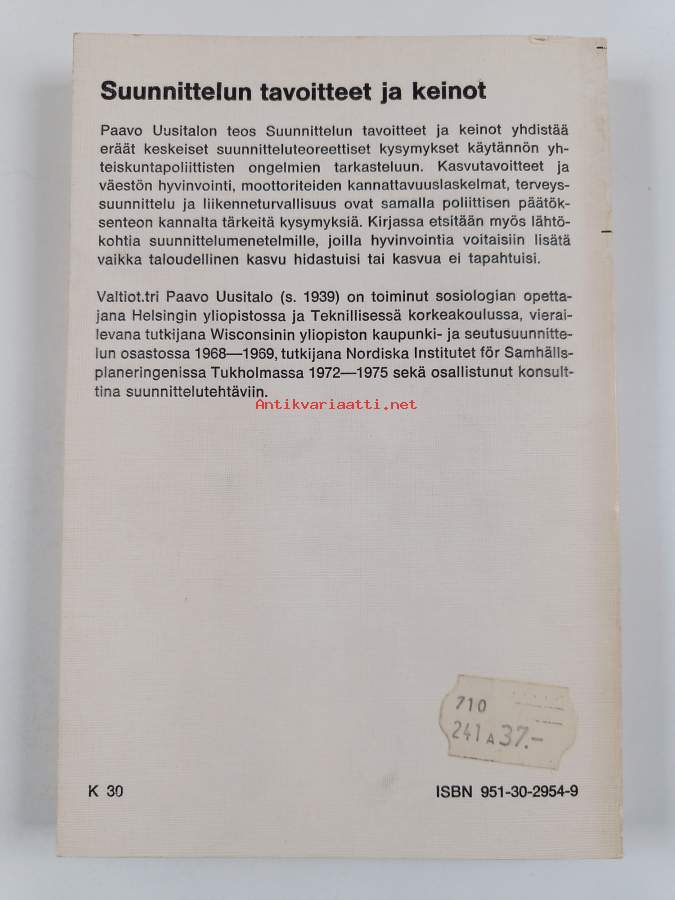 Suunnittelun tavoitteet ja keinot
Paavo Uusitalon teos Suunnittelun tavoitteet ja keinot yhdistää
eräät keskeiset suunnitteluteoreettiset kysymykset käytännön yh-
teiskuntapoliittisten ongelmien tarkasteluun. Kasvutavoitteet ja
väestön hyvinvointi, moottoriteiden kannattavuuslaskelmat, terveys-
suunnittelu ja liikenneturvallisuus ovat samalla poliittisen päätök-
senteon kannalta tärkeitä kysymyksiä. Kirjassa etsitään myös lähtö-
kohtia suunnittelumenetelmille, joilla hyvinvointia voitaisiin lisätä
vaikka taloudellinen kasvu hidastuisi tai kasvua ei tapahtuisi.
Valtiot.tri Paavo Uusitalo (s. 1939) on toiminut sosiologian opetta-
jana Helsingin yliopistossa ja Teknillisessä korkeakoulussa, vierai-
levana tutkijana Wisconsinin yliopiston kaupunki- ja seutusuunnitte-
lun osastossa 1968—1969, tutkijana Nordiska Institutet för Samhälls-
planeringenissa Tukholmassa 1972—1975 sekä osallistunut konsult-
tina suunnittelutehtäviin.
Antikvariaatti.net
710
241 A 37.-
K 30
ISBN 951-30-2954-9